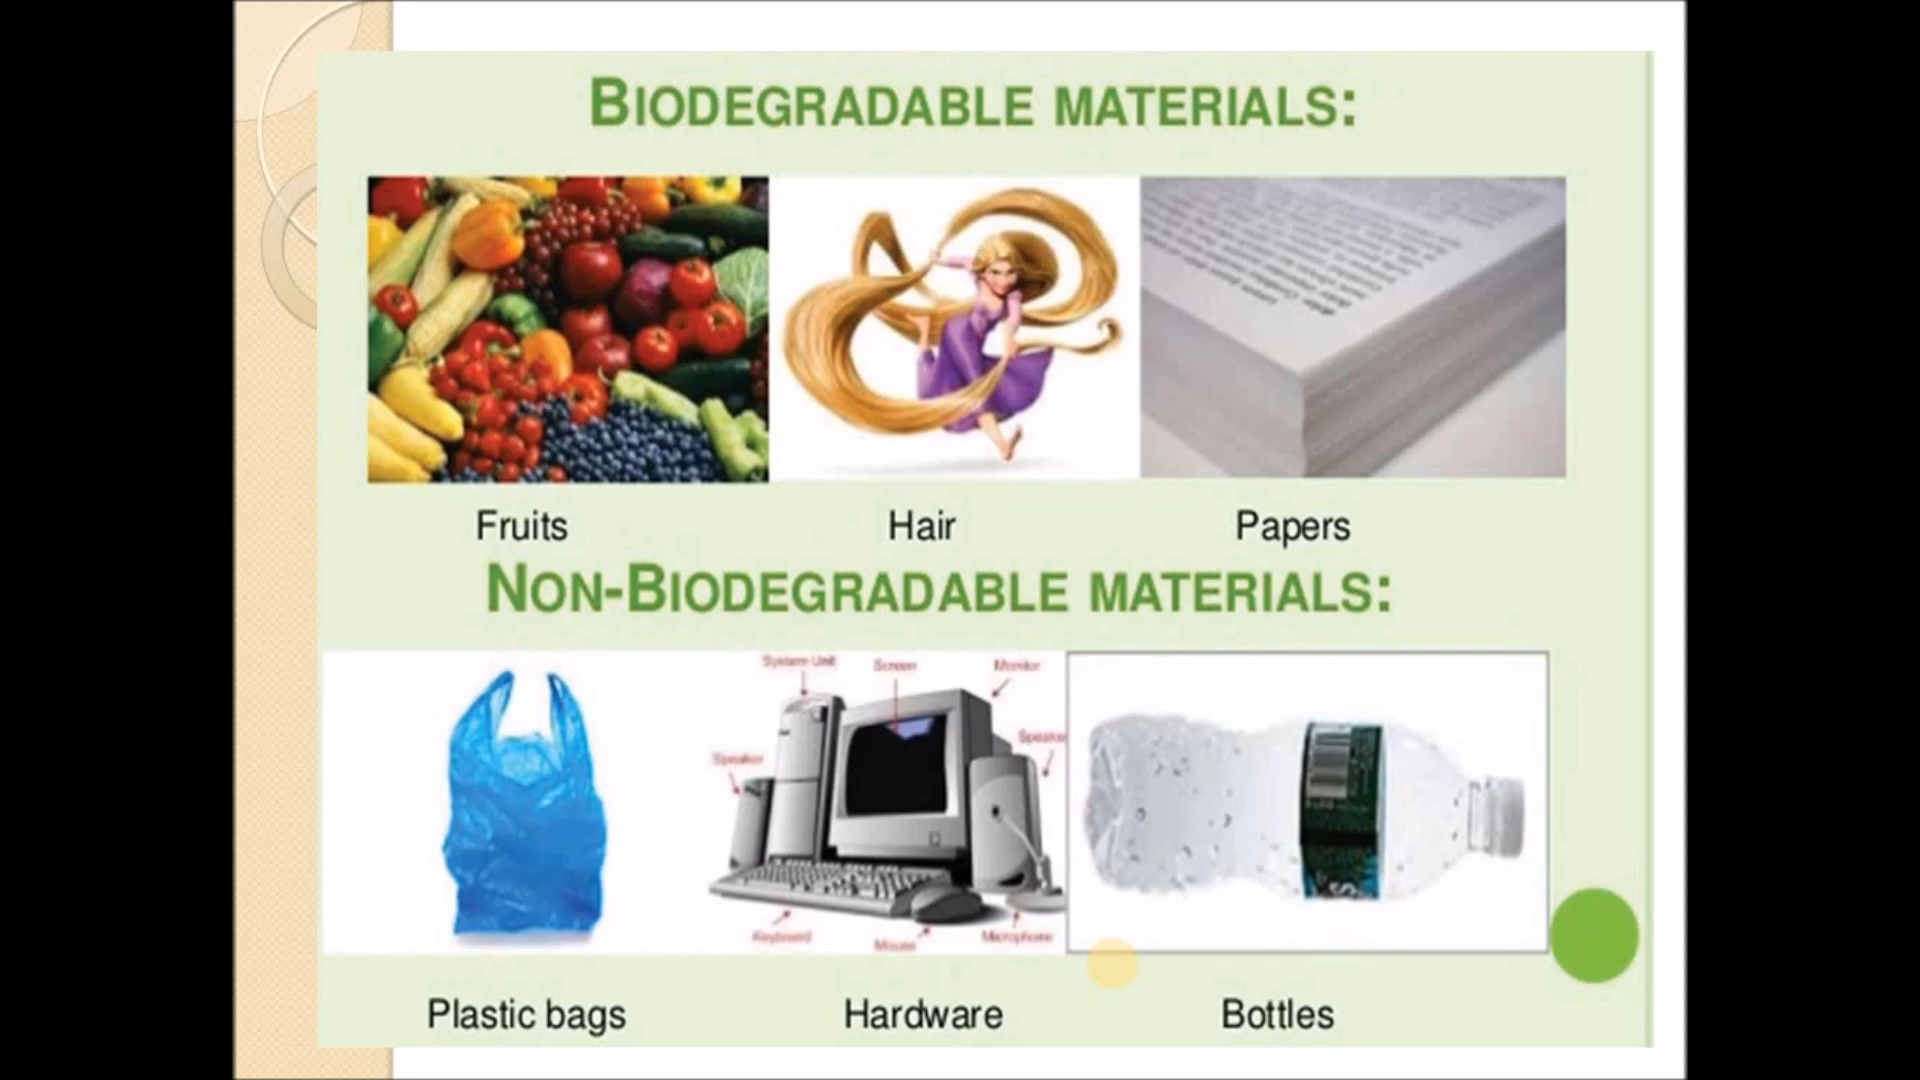 BIODEGRADABLE MATERIALS:
Fruits
Hair
Papers
NON-BIODEGRADABLE MATERIALS:
System Unit
Screen
Monitor
Speaker
Speaker
Keyboard
Mouse
Microphone
Plastic bags
Hardware
Bottles